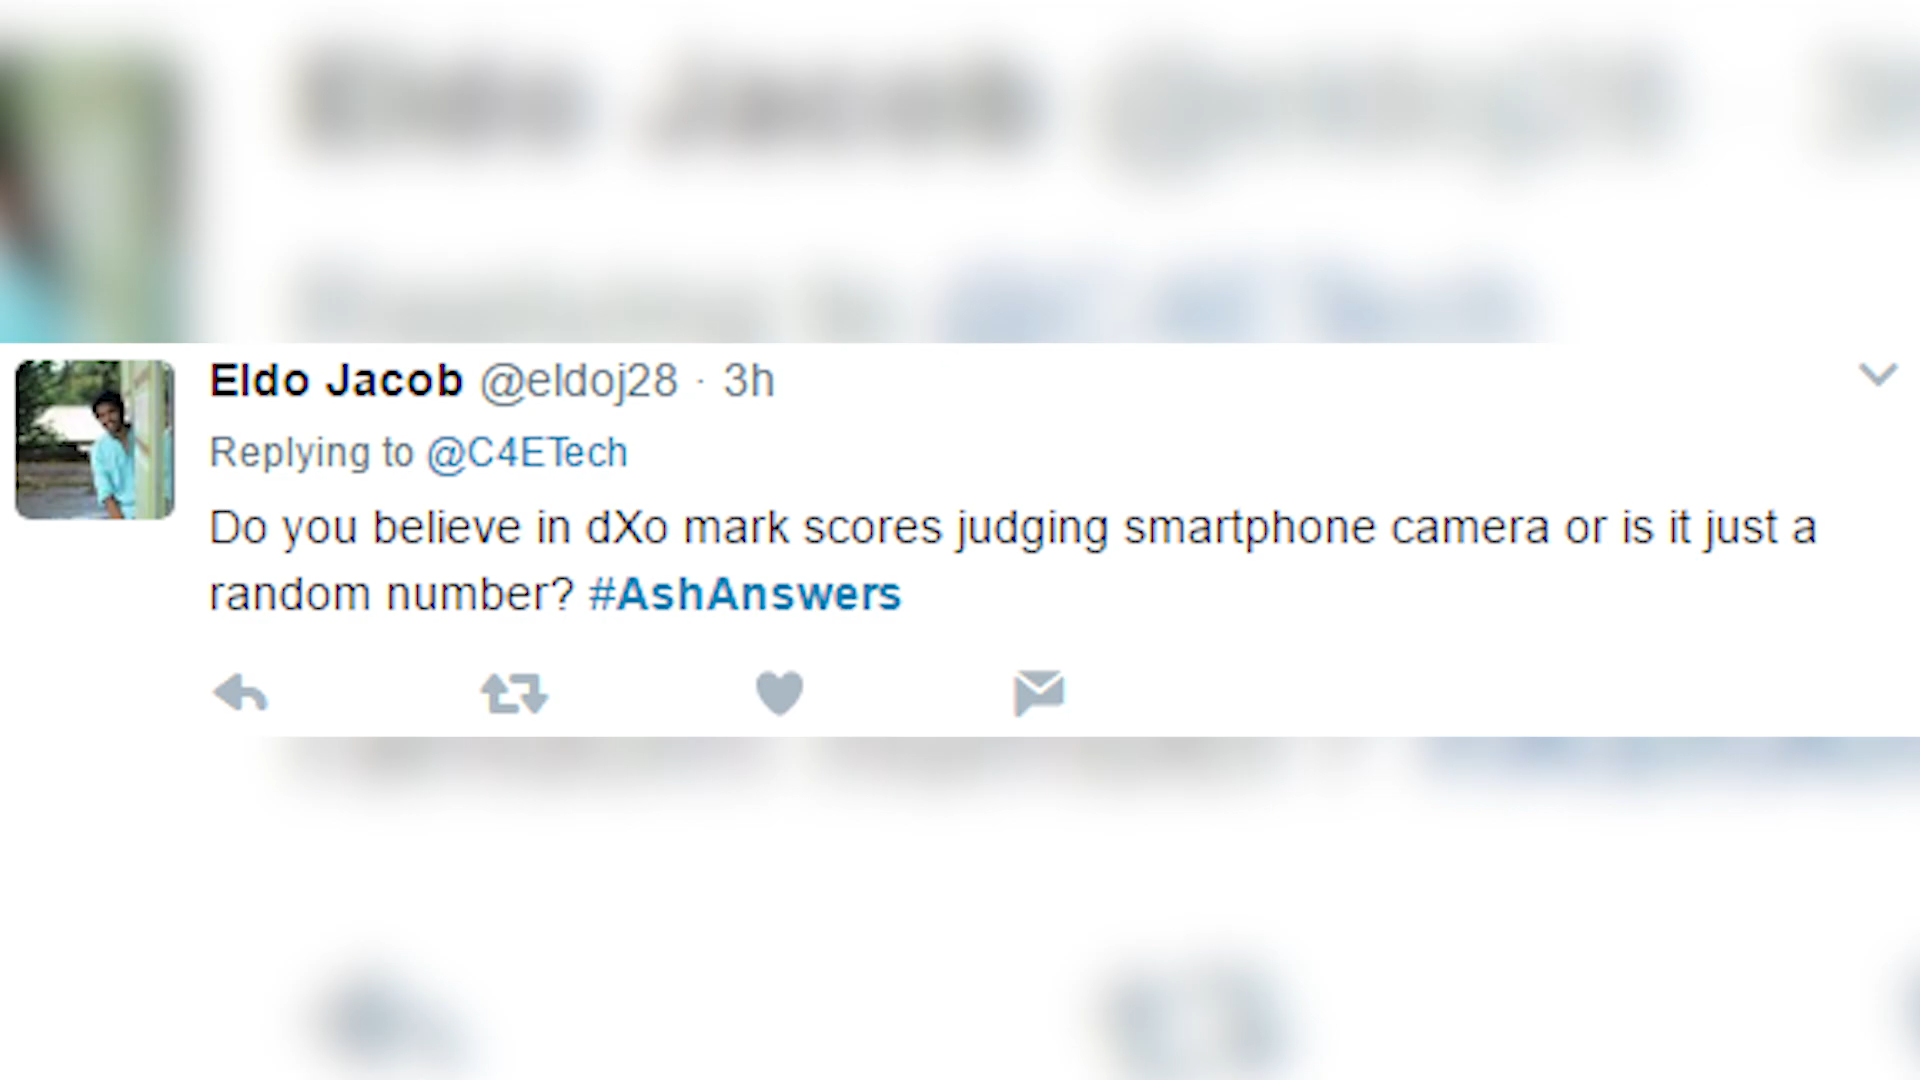 Eldo Jacob @eldoj28 · 3h
Replying to @C4ETech
Do you believe in dXo mark scores judging smartphone camera or is it just a
random number? #AshAnswers